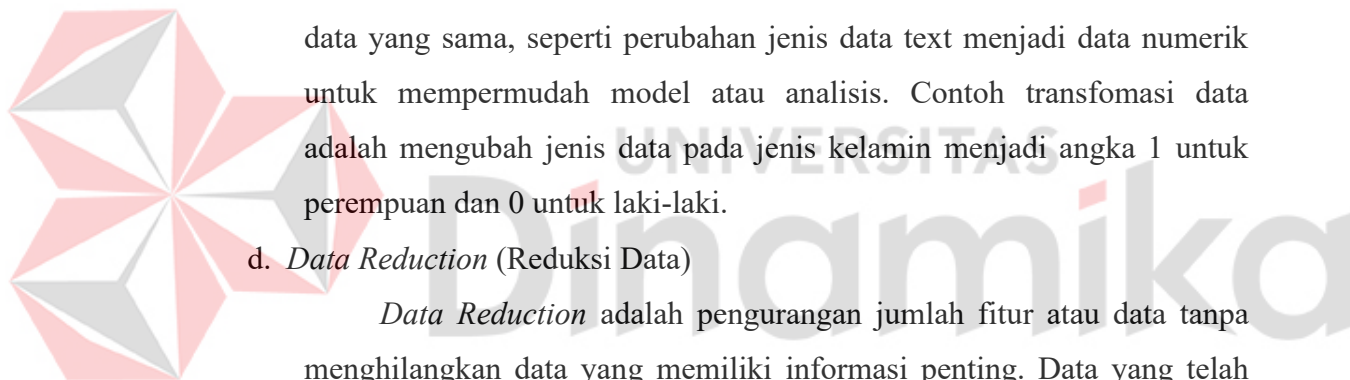 data yang sama, seperti perubahan jenis data text menjadi data numerik
untuk mempermudah model atau analisis. Contoh transfomasi data
adalah mengubah jenis data pada jenis kelamin menjadi angka 1 untuk
perempuan dan 0 untuk laki-laki.
d. Data Reduction (Reduksi Data)
Data Reduction adalah pengurangan jumlah fitur atau data tanpa
menghilangkan data yang memiliki informasi penting. Data yang telah
UNIVERSITAS
Dinamika